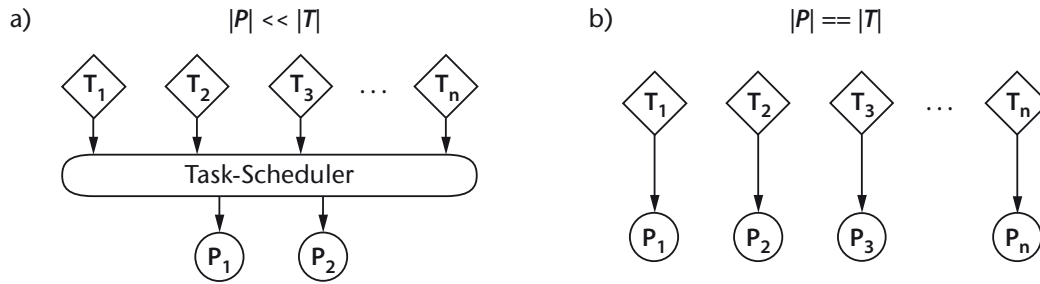 a) |P| << |T|
T1 T2 T3 ... Tn
Task-Scheduler
P1 P2
b) |P| == |T|
T1 T2 T3 ... Tn
P1 P2 P3 Pn